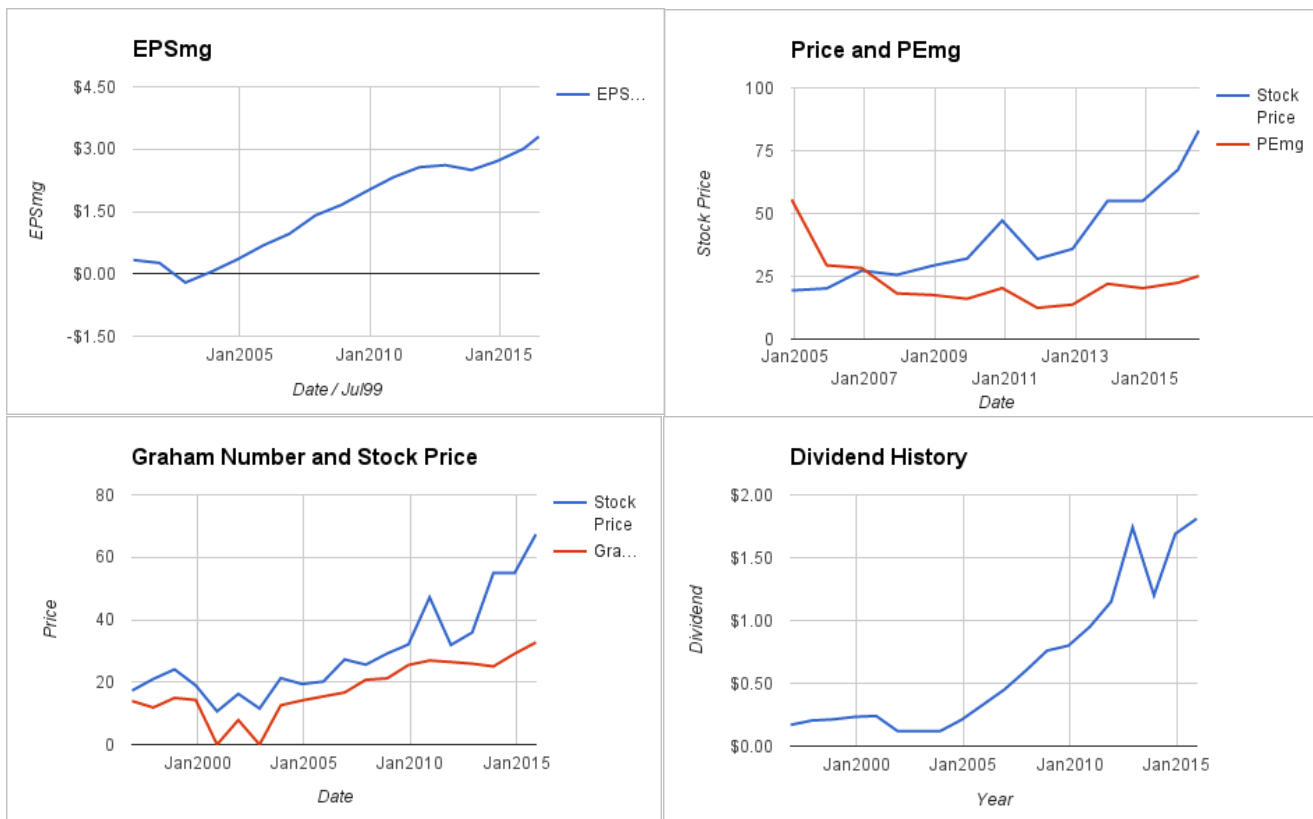 EPSmg
$4.50
$3.00
$1.50
$0.00
-$1.50
EPSmg
Jan2005
Jan2010
Jan2015
Date / Jul99
EPS…
Price and PEmg
100
75
50
25
0
Stock Price
Jan2005
Jan2009
Jan2013
Jan2007
Jan2011
Jan2015
Date
Stock
Price
PEmg
Graham Number and Stock Price
80
60
40
20
0
Price
Jan2000
Jan2005
Jan2010
Jan2015
Date
Stock
Price
Gra…
Dividend History
$2.00
$1.50
$1.00
$0.50
$0.00
Dividend
Jan2000
Jan2005
Jan2010
Jan2015
Year